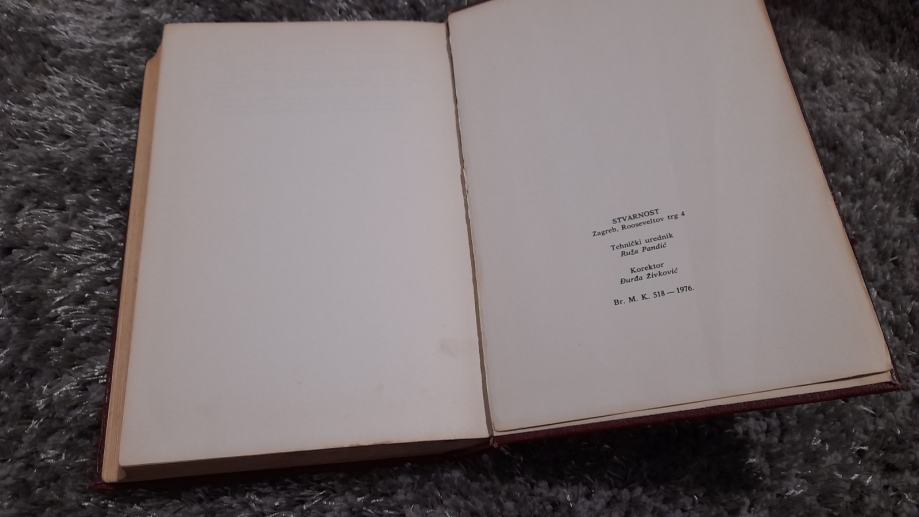 STVARNOST
Zagreb, Rooseveltov trg 4
Tehnički urednik
Ruža Pandić
Korektor
Đurđa Živković
Br. M. K. 518 — 1976.